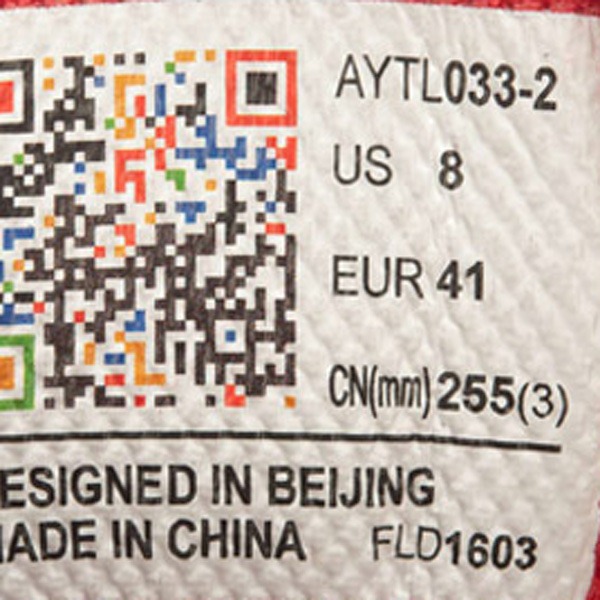 AYTL033-2
US 8
EUR 41
CN(mm) 255(3)
ESIGNED IN BEIJING
ADE IN CHINA FLD1603